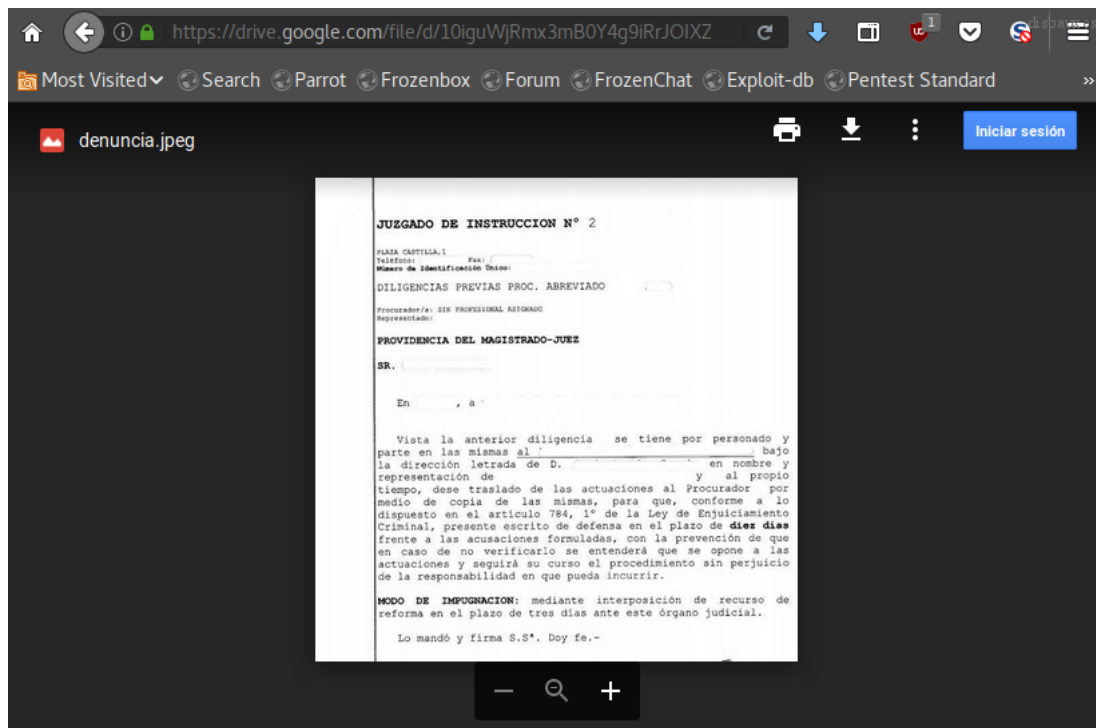 https://drive.google.com/file/d/10iguWjRmx3mB0Y4g9iRrJOIXZ
1
Most Visited Search Parrot Frozenbox Forum FrozenChat Exploit-db Pentest Standard »
denuncia.jpeg
Iniciar sesión
JUZGADO DE INSTRUCCION Nº 2
PLAZA CASTILLA,1
Teléfono: Fax:
Número de Identificación Único:
DILIGENCIAS PREVIAS PROC. ABREVIADO
Procurador/a: SIN PROFESIONAL ASIGNADO
Representado:
PROVIDENCIA DEL MAGISTRADO-JUEZ
SR.
En , a
Vista la anterior diligencia se tiene por personado y
parte en las mismas al bajo
la dirección letrada de D. en nombre y
representación de y al propio
tiempo, dese traslado de las actuaciones al Procurador por
medio de copia de las mismas, para que, conforme a lo
dispuesto en el artículo 784, 1º de la Ley de Enjuiciamiento
Criminal, presente escrito de defensa en el plazo de diez días
frente a las acusaciones formuladas, con la prevención de que
en caso de no verificarlo se entenderá que se opone a las
actuaciones y seguirá su curso el procedimiento sin perjuicio
de la responsabilidad en que pueda incurrir.
MODO DE IMPUGNACION: mediante interposición de recurso de
reforma en el plazo de tres días ante este órgano judicial.
Lo mandó y firma S.Sª. Doy fe.-